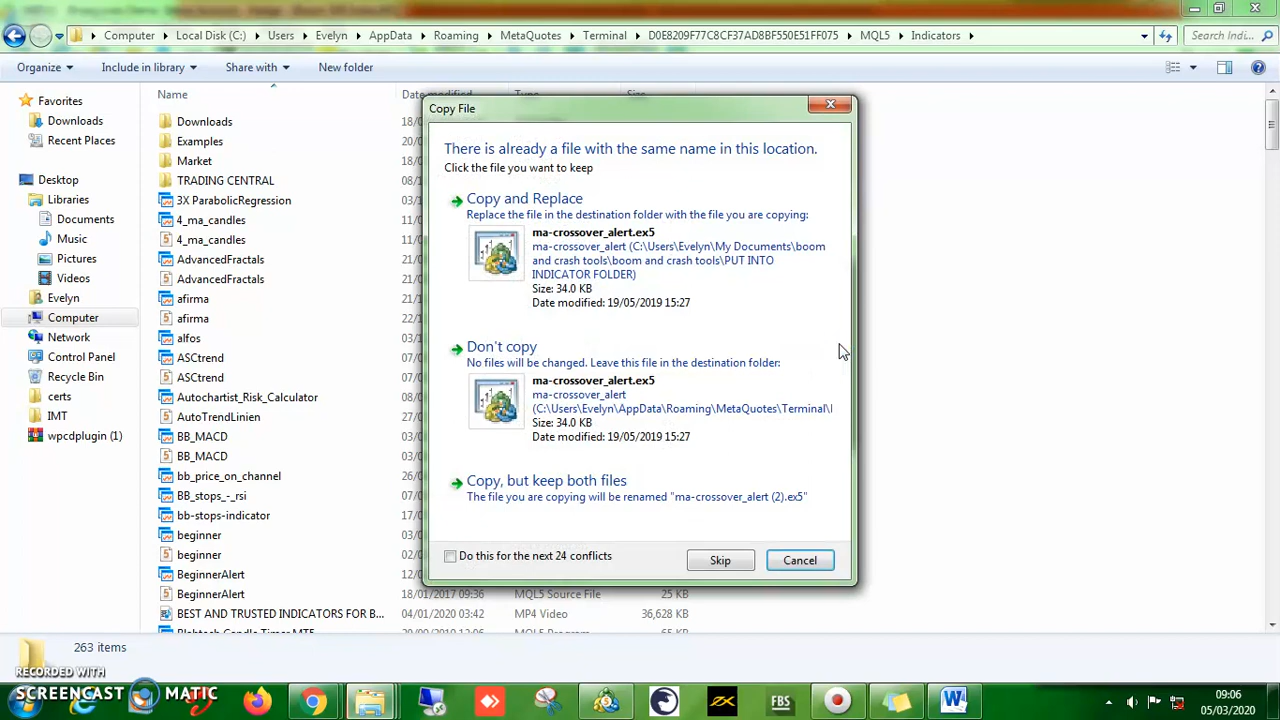 Computer ▸ Local Disk (C:) ▸ Users ▸ Evelyn ▸ AppData ▸ Roaming ▸ MetaQuotes ▸ Terminal ▸ D0E8209F77C8CF37AD8BF550E51FF075 ▸ MQL5 ▸ Indicators ▸
Search Indi...
Organize Include in library Share with New folder
Name Date modified Type Size
Favorites
Downloads
Recent Places
Desktop
Libraries
Documents
Music
Pictures
Videos
Evelyn
Computer
Network
Control Panel
Recycle Bin
certs
IMT
wpcdplugin (1)
Downloads 18/
Examples 20/
Market 18/
TRADING CENTRAL 08/1
3X ParabolicRegression
4_ma_candles
4_ma_candles
AdvancedFractals
AdvancedFractals
afirma
afirma
alfos
ASCtrend
ASCtrend
Autochartist_Risk_Calculator
AutoTrendLinien
BB_MACD
BB_MACD
bb_price_on_channel
BB_stops_-_rsi
bb-stops-indicator
beginner
beginner
BeginnerAlert
BeginnerAlert 18/01/2017 09:36 MQL5 Source File 25 KB
BEST AND TRUSTED INDICATORS FOR B... 04/01/2020 03:42 MP4 Video 36,628 KB
263 items
Copy File
There is already a file with the same name in this location.
Click the file you want to keep
Copy and Replace
Replace the file in the destination folder with the file you are copying:
ma-crossover_alert.ex5
ma-crossover_alert (C:\Users\Evelyn\My Documents\boom
and crash tools\boom and crash tools\PUT INTO
INDICATOR FOLDER)
Size: 34.0 KB
Date modified: 19/05/2019 15:27
Don't copy
No files will be changed. Leave this file in the destination folder:
ma-crossover_alert.ex5
ma-crossover_alert
(C:\Users\Evelyn\AppData\Roaming\MetaQuotes\Terminal\
Size: 34.0 KB
Date modified: 19/05/2019 15:27
Copy, but keep both files
The file you are copying will be renamed "ma-crossover_alert (2).ex5"
Do this for the next 24 conflicts
Skip Cancel
RECORDED WITH
SCREENCAST MATIC
FBS
09:06
05/03/2020